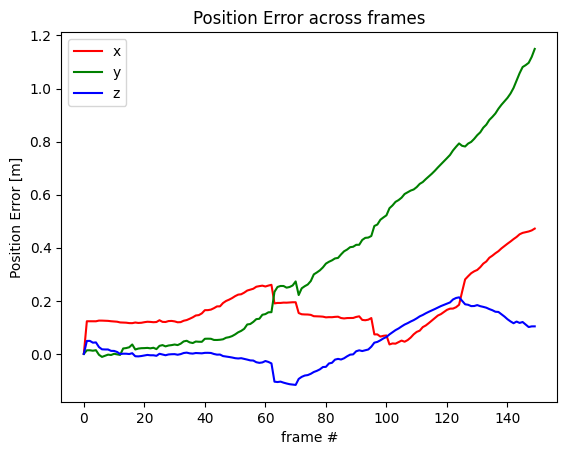 Position Error across frames
x
y
z
Position Error [m]
1.2
1.0
0.8
0.6
0.4
0.2
0.0
0 20 40 60 80 100 120 140
frame #